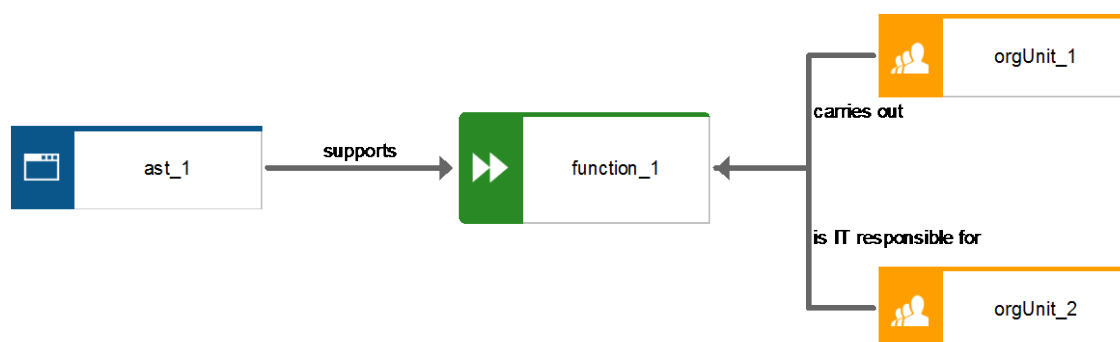 orgUnit_1
carries out
supports
ast_1
function_1
is IT responsible for
orgUnit_2